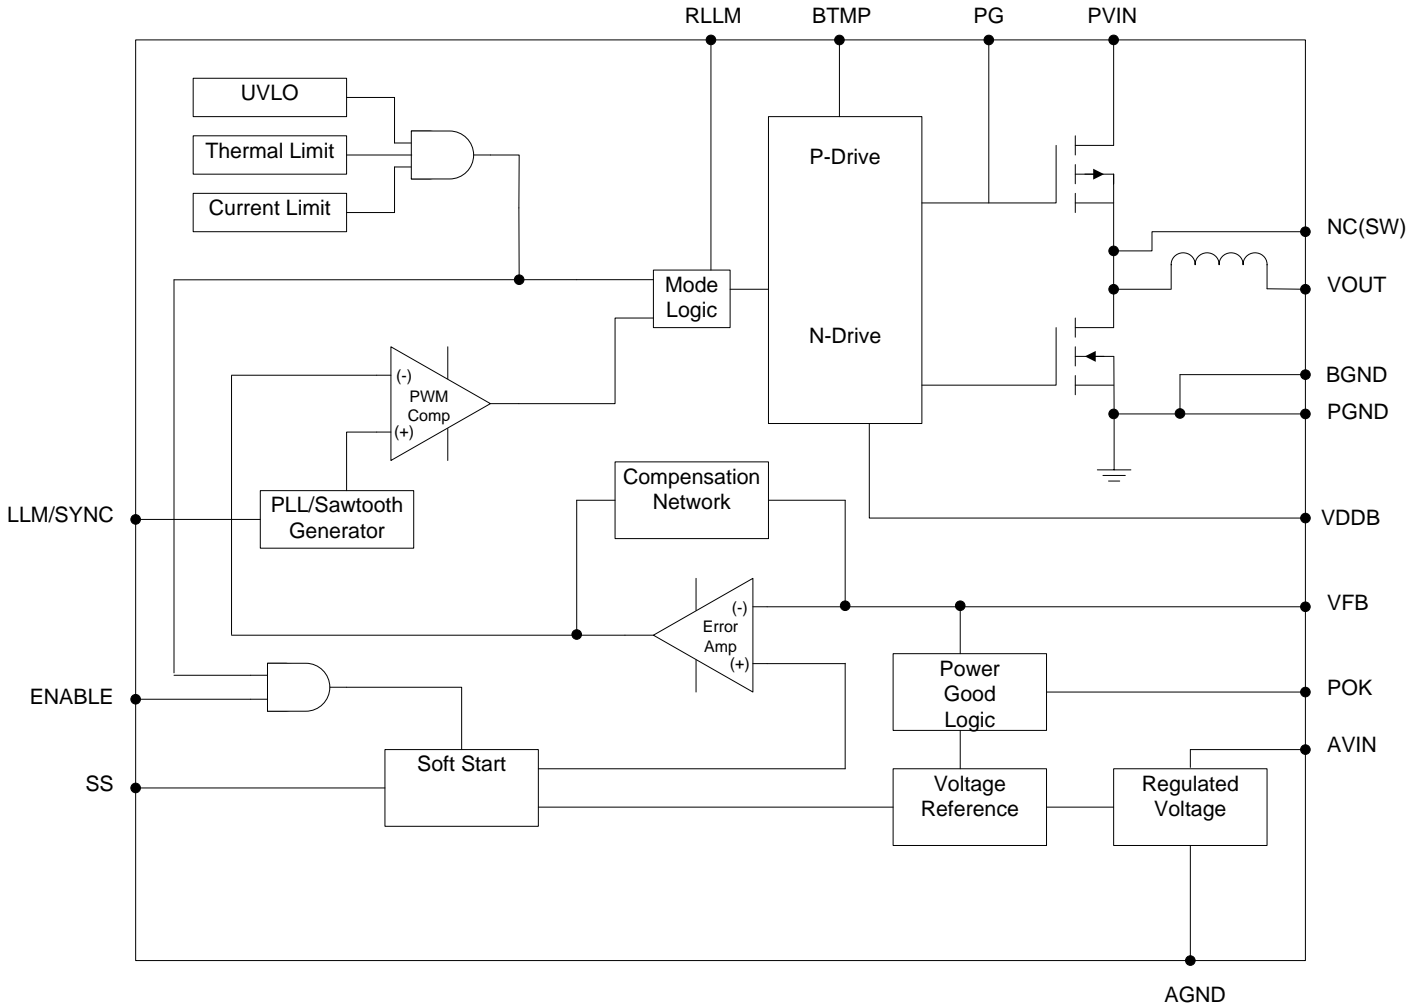 RLLM
BTMP
PG
PVIN
UVLO
Thermal Limit
Current Limit
P-Drive
N-Drive
Mode
Logic
NC(SW)
VOUT
BGND
PGND
(-)
PWM
Comp
(+)
Compensation
Network
LLM/SYNC
PLL/Sawtooth
Generator
VDDB
VFB
(-)
Error
Amp
(+)
Power
Good
Logic
POK
ENABLE
AVIN
SS
Soft Start
Voltage
Reference
Regulated
Voltage
AGND